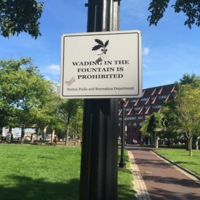 WADING IN THE
FOUNTAIN IS
PROHIBITED
Boston Parks and Recreation Department